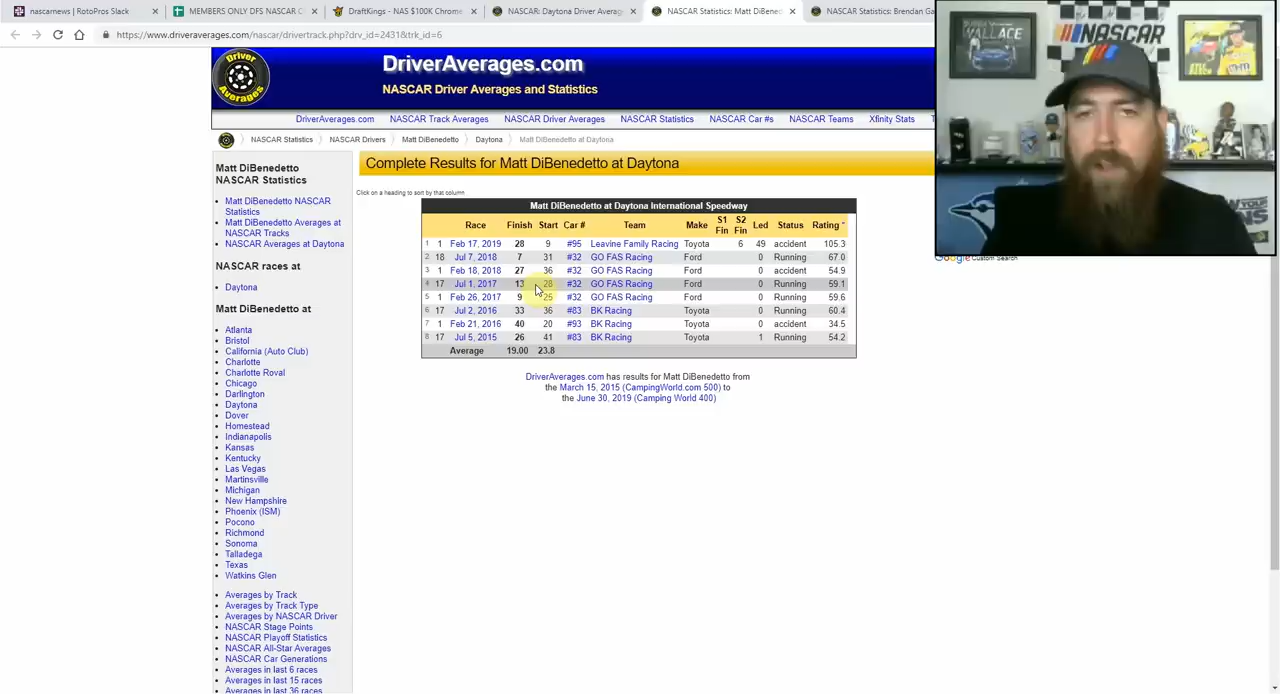 nascarnews | RotoPros Slack
MEMBERS ONLY DFS NASCAR C
DraftKings - NAS $100K Chrome
NASCAR: Daytona Driver Average
NASCAR Statistics: Matt DiBened
NASCAR Statistics: Brendan Ga
https://www.driveraverages.com/nascar/drivertrack.php?drv_id=2431&trk_id=6
WALLACE
NASCAR
Driver
Averages
DriverAverages.com
NASCAR Driver Averages and Statistics
DriverAverages.com NASCAR Track Averages NASCAR Driver Averages NASCAR Statistics NASCAR Car #s NASCAR Teams Xfinity Stats T
NASCAR Statistics NASCAR Drivers Matt DiBenedetto Daytona Matt DiBenedetto at Daytona
Matt DiBenedetto
NASCAR Statistics
Matt DiBenedetto NASCAR
Statistics
Matt DiBenedetto Averages at
NASCAR Tracks
NASCAR Averages at Daytona
NASCAR races at
Daytona
Matt DiBenedetto at
Atlanta
Bristol
California (Auto Club)
Charlotte
Charlotte Roval
Chicago
Darlington
Daytona
Dover
Homestead
Indianapolis
Kansas
Kentucky
Las Vegas
Martinsville
Michigan
New Hampshire
Phoenix (ISM)
Pocono
Richmond
Sonoma
Talladega
Texas
Watkins Glen
Averages by Track
Averages by Track Type
Averages by NASCAR Driver
NASCAR Stage Points
NASCAR Playoff Statistics
NASCAR All-Star Averages
NASCAR Car Generations
Averages in last 6 races
Averages in last 15 races
Averages in last 36 races
Complete Results for Matt DiBenedetto at Daytona
Click on a heading to sort by that column
Matt DiBenedetto at Daytona International Speedway
Race Finish Start Car # Team Make S1 Fin S2 Fin Led Status Rating
1 1 Feb 17, 2019 28 9 #95 Leavine Family Racing Toyota 6 49 accident 105.3
2 18 Jul 7, 2018 7 31 #32 GO FAS Racing Ford 0 Running 67.0
3 1 Feb 18, 2018 27 36 #32 GO FAS Racing Ford 0 accident 54.9
4 17 Jul 1, 2017 13 28 #32 GO FAS Racing Ford 0 Running 59.1
5 1 Feb 26, 2017 9 25 #32 GO FAS Racing Ford 0 Running 59.6
6 17 Jul 2, 2016 33 36 #83 BK Racing Toyota 0 Running 60.4
7 1 Feb 21, 2016 40 20 #93 BK Racing Toyota 0 accident 34.5
8 17 Jul 5, 2015 26 41 #83 BK Racing Toyota 1 Running 54.2
Average 19.00 23.8
DriverAverages.com has results for Matt DiBenedetto from
the March 15, 2015 (CampingWorld.com 500) to
the June 30, 2019 (Camping World 400)
Google Custom Search